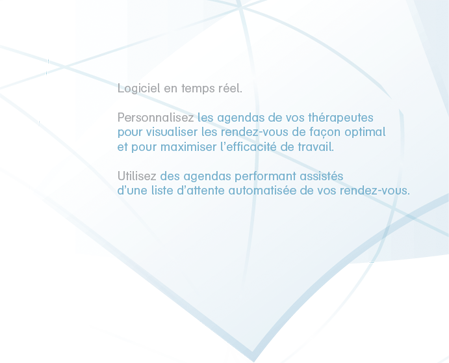 Logiciel en temps réel.
Personnalisez les agendas de vos thérapeutes
pour visualiser les rendez-vous de façon optimal
et pour maximiser l'efficacité de travail.
Utilisez des agendas performant assistés
d'une liste d'attente automatisée de vos rendez-vous.